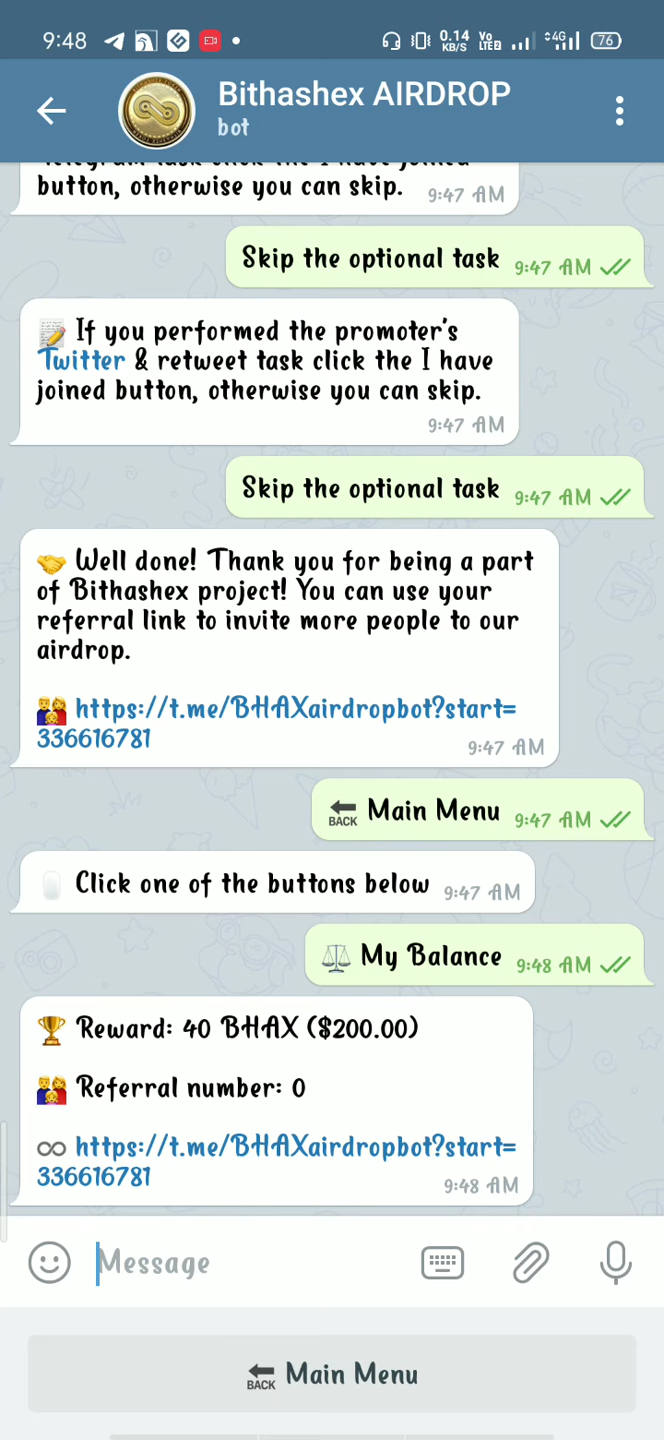 9:48
0.14 KB/S
Vo LTE2
4G
76
Bithashex AIRDROP
bot
button, otherwise you can skip. 9:47 AM
Skip the optional task 9:47 AM
If you performed the promoter's
Twitter & retweet task click the I have
joined button, otherwise you can skip.
9:47 AM
Skip the optional task 9:47 AM
Well done! Thank you for being a part
of Bithashex project! You can use your
referral link to invite more people to our
airdrop.
https://t.me/BHAXairdropbot?start=
336616781 9:47 AM
BACK Main Menu 9:47 AM
Click one of the buttons below 9:47 AM
My Balance 9:48 AM
Reward: 40 BHAX ($200.00)
Referral number: 0
https://t.me/BHAXairdropbot?start=
336616781 9:48 AM
Message
BACK Main Menu